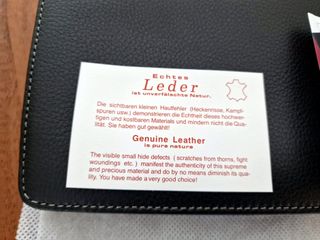 Echtes
Leder
ist unverfälschte Natur.
Die sichtbaren kleinen Hautfehler (Heckenrisse, Kampf-
spuren usw.) demonstrieren die Echtheit dieses hochwer-
tigen und kostbaren Materials und mindern nicht die Qua-
lität. Sie haben gut gewählt!
Genuine Leather
is pure nature
The visible small hide defects ( scratches from thorns, fight
woundings etc.) manifest the authenticity of this supreme
and precious material and do by no means diminish its qua-
lity. You have made a very good choice!